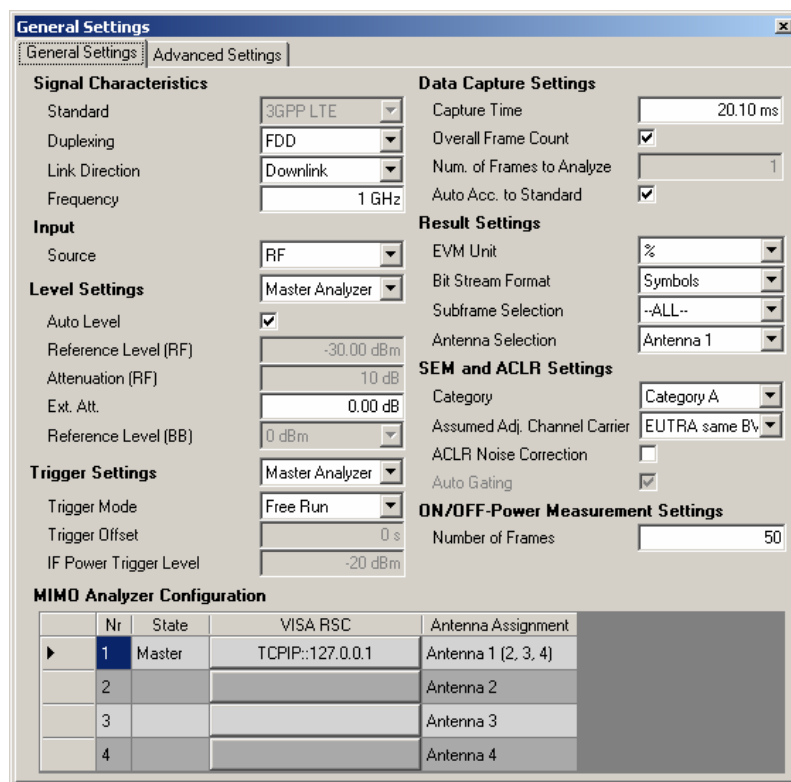 General Settings
General Settings Advanced Settings
Signal Characteristics
Standard 3GPP LTE
Duplexing FDD
Link Direction Downlink
Frequency 1 GHz
Input
Source RF
Level Settings Master Analyzer
Auto Level
Reference Level (RF) -30.00 dBm
Attenuation (RF) 10 dB
Ext. Att. 0.00 dB
Reference Level (BB) 0 dBm
Trigger Settings Master Analyzer
Trigger Mode Free Run
Trigger Offset 0 s
IF Power Trigger Level -20 dBm
Data Capture Settings
Capture Time 20.10 ms
Overall Frame Count
Num. of Frames to Analyze 1
Auto Acc. to Standard
Result Settings
EVM Unit %
Bit Stream Format Symbols
Subframe Selection --ALL--
Antenna Selection Antenna 1
SEM and ACLR Settings
Category Category A
Assumed Adj. Channel Carrier EUTRA same BW
ACLR Noise Correction
Auto Gating
ON/OFF-Power Measurement Settings
Number of Frames 50
MIMO Analyzer Configuration
Nr State VISA RSC Antenna Assignment
1 Master TCPIP::127.0.0.1 Antenna 1 (2, 3, 4)
2 Antenna 2
3 Antenna 3
4 Antenna 4